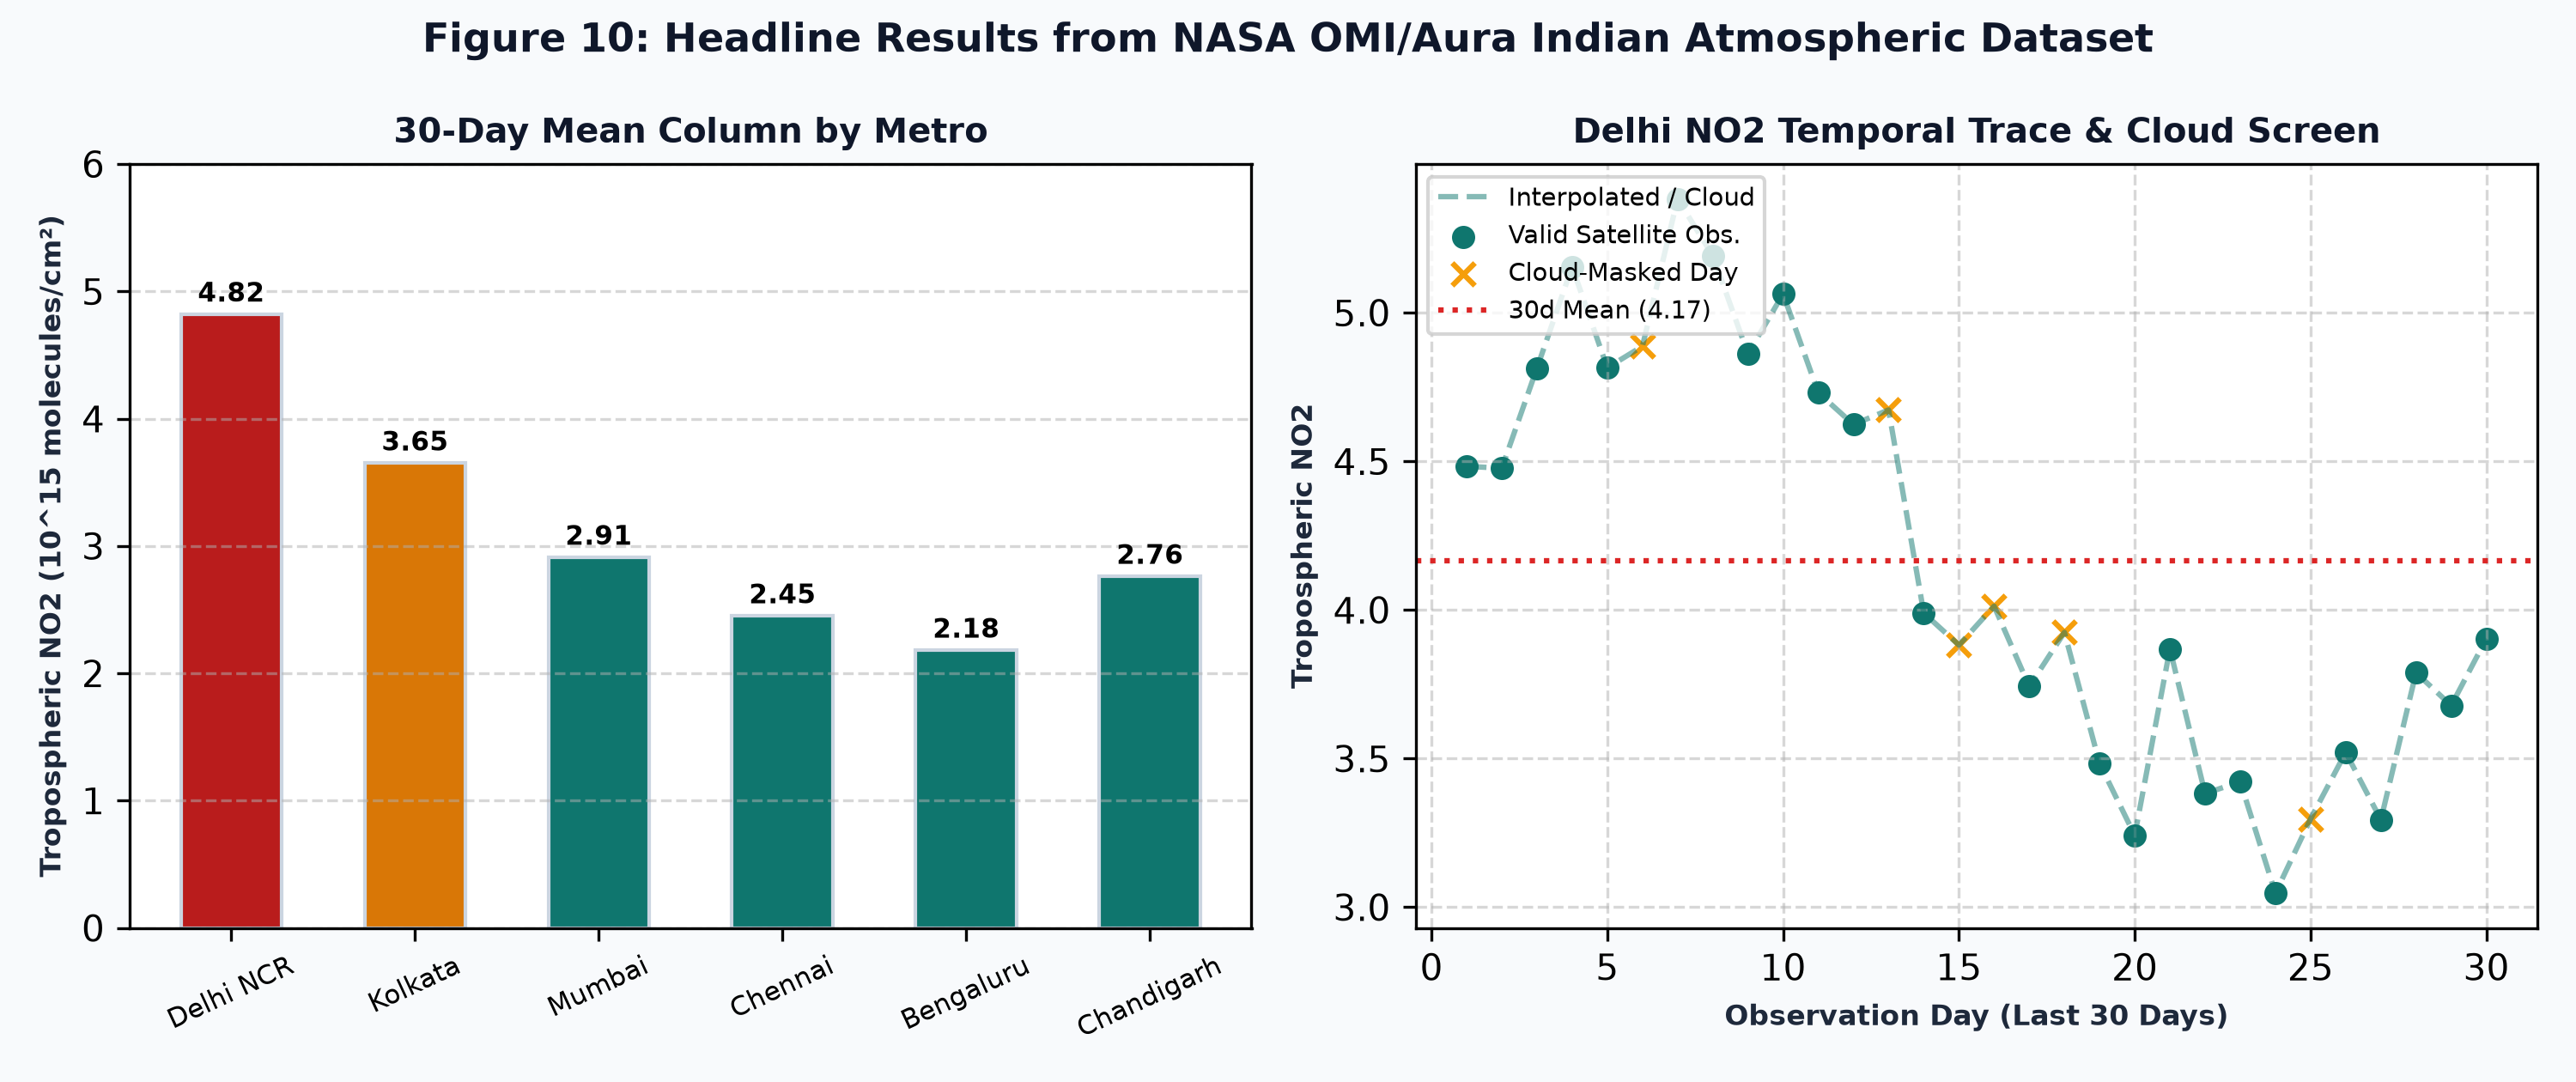 Figure 10: Headline Results from NASA OMI/Aura Indian Atmospheric Dataset
30-Day Mean Column by Metro
Tropospheric NO2 (10^15 molecules/cm²)
6
5
4
3
2
1
0
4.82
3.65
2.91
2.45
2.18
2.76
Delhi NCR
Kolkata
Mumbai
Chennai
Bengaluru
Chandigarh
Delhi NO2 Temporal Trace & Cloud Screen
Interpolated / Cloud
Valid Satellite Obs.
Cloud-Masked Day
30d Mean (4.17)
Tropospheric NO2
5.0
4.5
4.0
3.5
3.0
0
5
10
15
20
25
30
Observation Day (Last 30 Days)